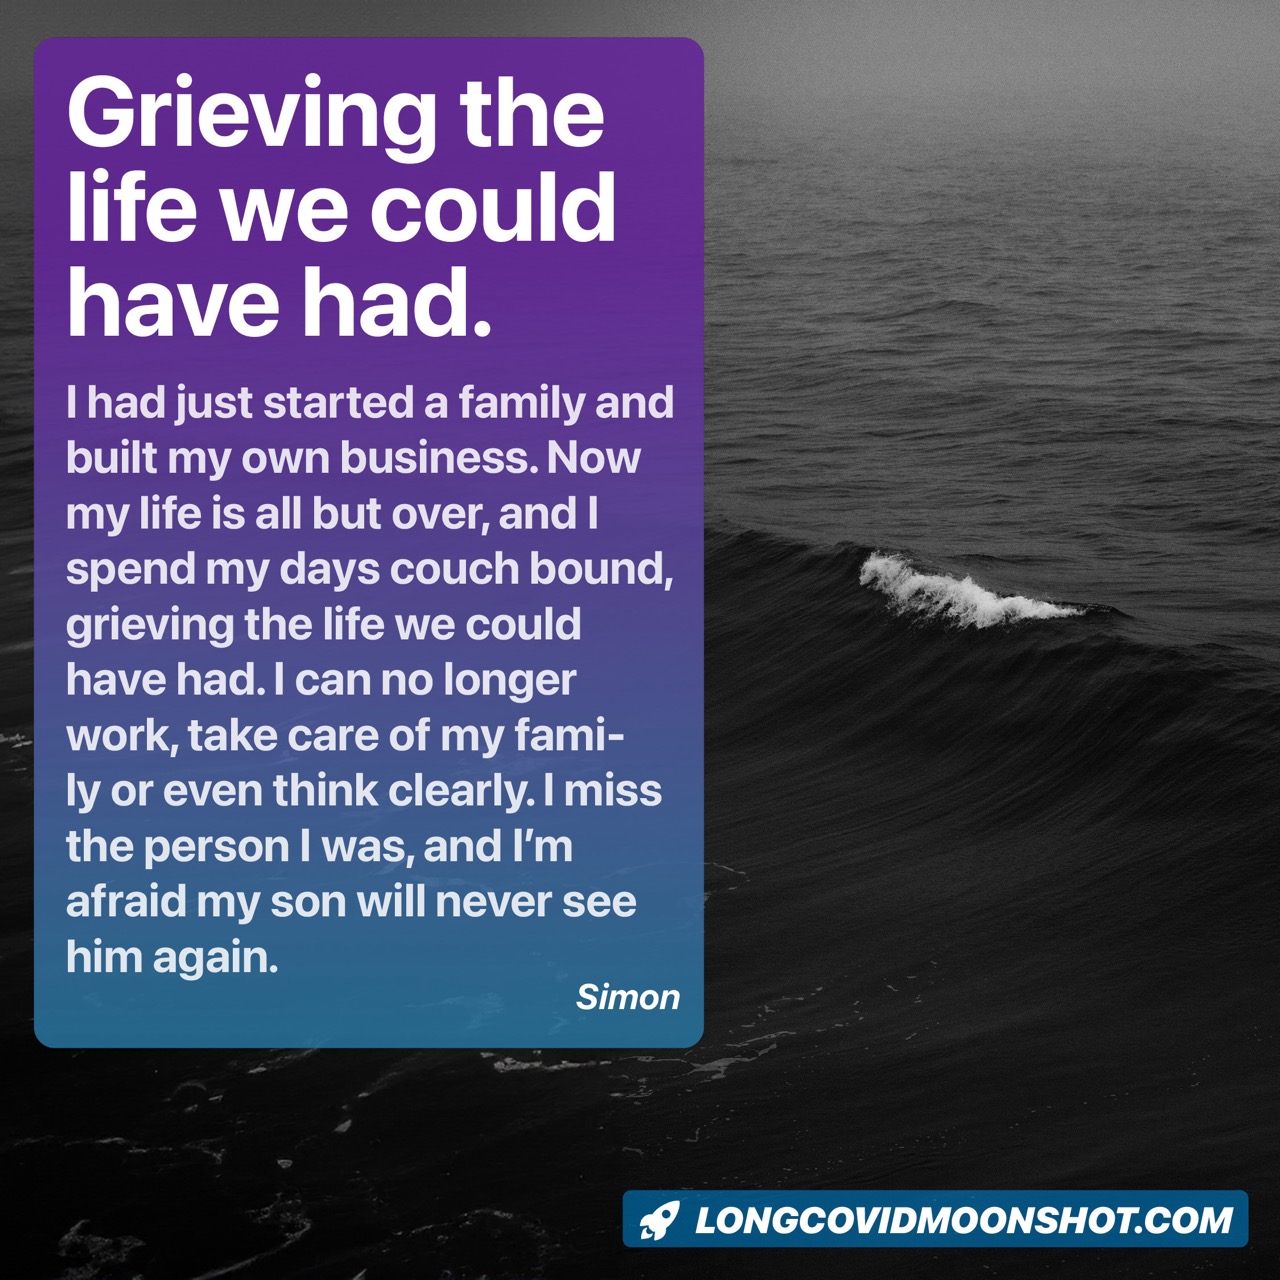 Grieving the
life we could
have had.
I had just started a family and
built my own business. Now
my life is all but over, and I
spend my days couch bound,
grieving the life we could
have had. I can no longer
work, take care of my fami-
ly or even think clearly. I miss
the person I was, and I’m
afraid my son will never see
him again.
Simon
LONGCOVIDMOONSHOT.COM